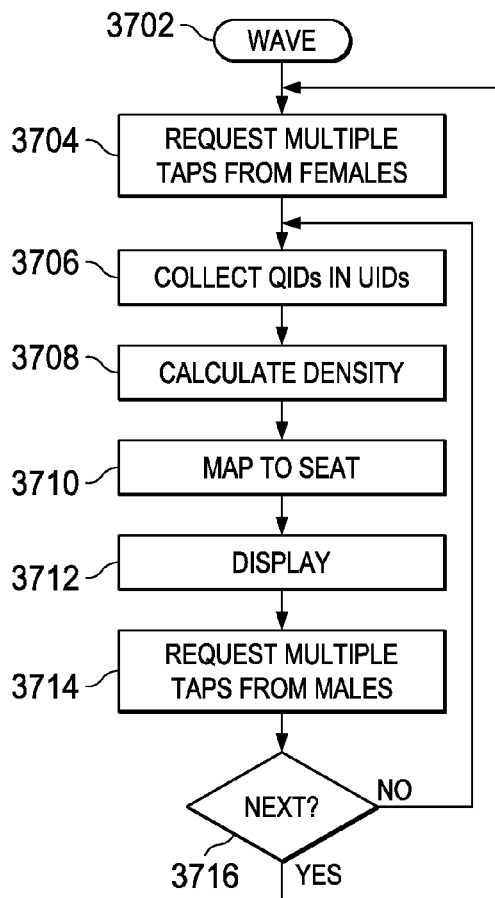 3702
WAVE
3704
REQUEST MULTIPLE
TAPS FROM FEMALES
3706
COLLECT QIDs IN UIDs
3708
CALCULATE DENSITY
3710
MAP TO SEAT
3712
DISPLAY
3714
REQUEST MULTIPLE
TAPS FROM MALES
NEXT?
NO
3716
YES